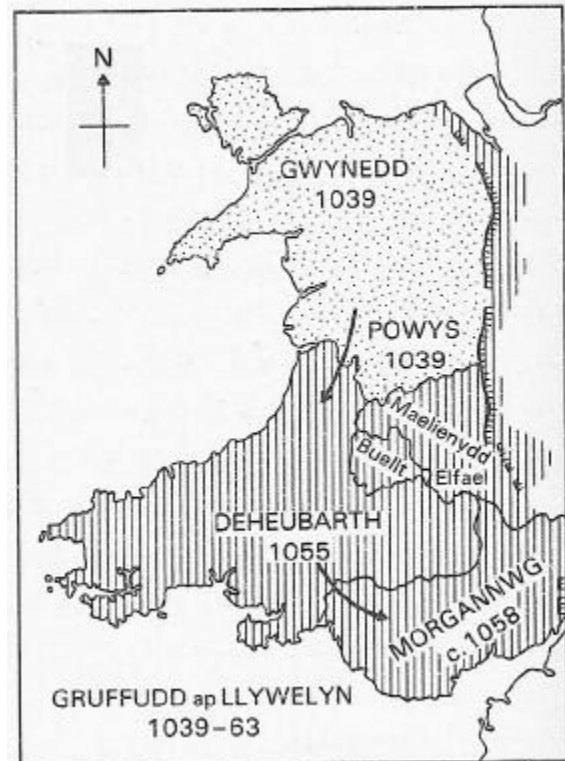 N
GWYNEDD
1039
POWYS
1039
Maelienydd
Buellt
Elfael
DEHEUBARTH
1055
MORGANNWG
c.1058
GRUFFUDD ap LLYWELYN
1039-63